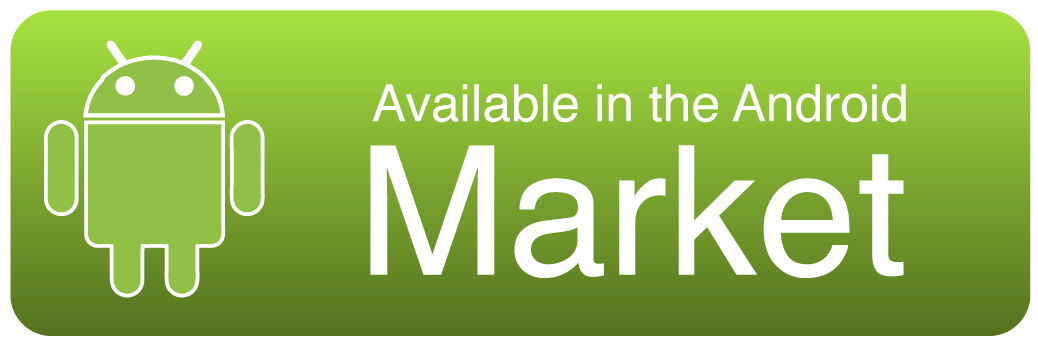 Available in the Android
Market